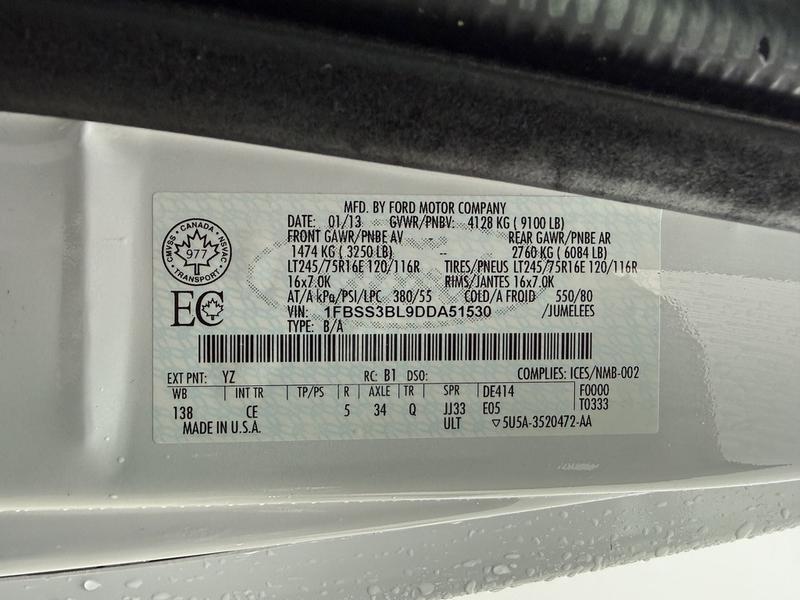 MFD. BY FORD MOTOR COMPANY
DATE: 01/13 GVWR/PNBV: 4128 KG ( 9100 LB)
FRONT GAWR/PNBE AV -- REAR GAWR/PNBE AR
1474 KG ( 3250 LB) -- 2760 KG ( 6084 LB)
LT245/75R16E 120/116R TIRES/PNEUS LT245/75R16E 120/116R
16x7.0K RIMS/JANTES 16x7.0K
AT/A kPa/PSI/LPC 380/55 COLD/A FROID 550/80
VIN: 1FBSS3BL9DDA51530 /JUMELEES
TYPE: B/A
CANADA
CMVSS NSVAC
977
TRANSPORT
EC
EXT PNT: YZ RC: B1 DSO: COMPLIES: ICES/NMB-002
WB INT TR TP/PS R AXLE TR SPR DE414 F0000
138 CE 5 34 Q JJ33 E05 T0333
MADE IN U.S.A. ULT ▽5U5A-3520472-AA